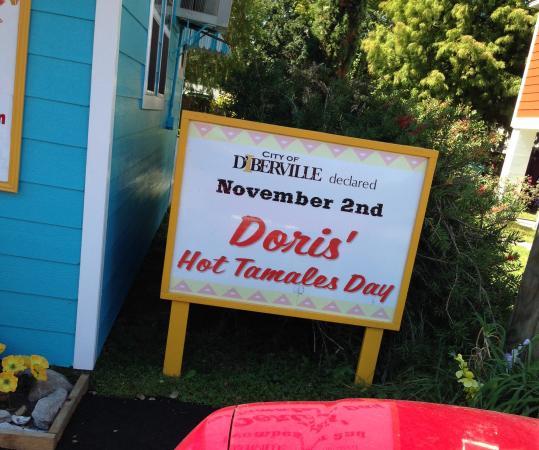 CITY OF
D'IBERVILLE declared
November 2nd
Doris'
Hot Tamales Day